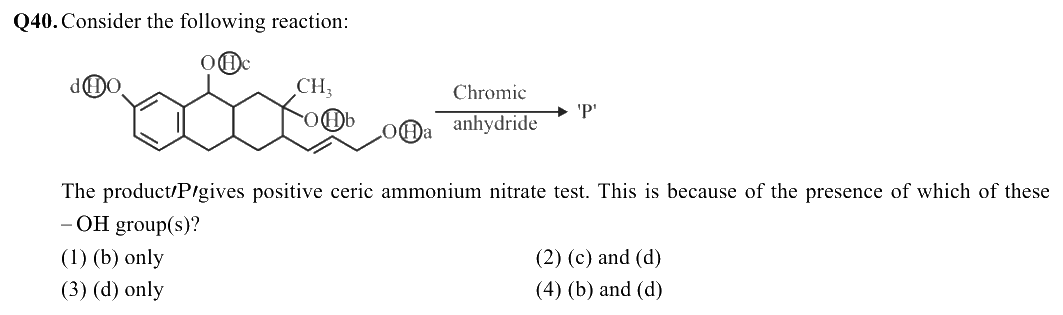 Q40. Consider the following reaction:
OHc
dHO
CH3
OHb
OHa
Chromic
anhydride
'P'
The product'P'gives positive ceric ammonium nitrate test. This is because of the presence of which of these
– OH group(s)?
(1) (b) only
(2) (c) and (d)
(3) (d) only
(4) (b) and (d)